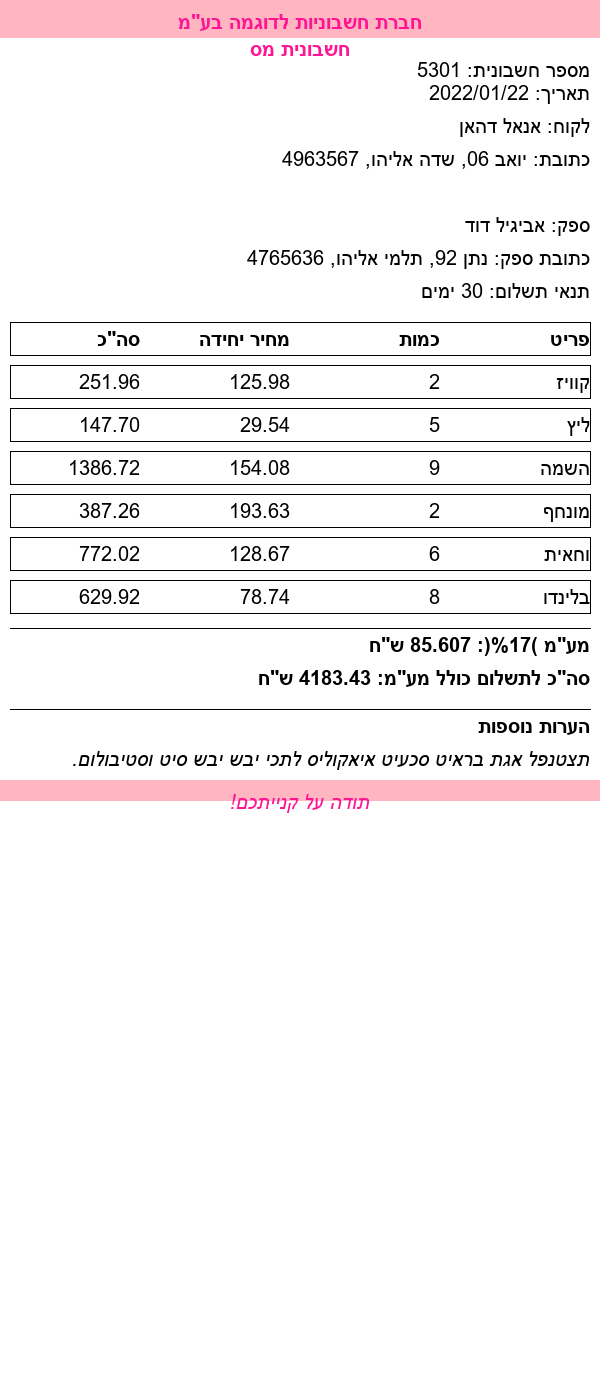 חברת חשבוניות לדוגמה בע"מ
חשבונית מס
מספר חשבונית: 5301
תאריך: 2022/01/22
לקוח: אנאל דהאן
כתובת: יואב 06, שדה אליהו, 4963567
ספק: אביגיל דוד
כתובת ספק: נתן 92, תלמי אליהו, 4765636
תנאי תשלום: 30 ימים
פריט כמות מחיר יחידה סה"כ
קוויז 2 125.98 251.96
ליץ 5 29.54 147.70
השמה 9 154.08 1386.72
מונחף 2 193.63 387.26
וחאית 6 128.67 772.02
בלינדו 8 78.74 629.92
מע"מ )17%(: 85.607 ש"ח
סה"כ לתשלום כולל מע"מ: 4183.43 ש"ח
הערות נוספות
תצטנפל אגת בראיט סכעיט איאקוליס לתכי יבש יבש סיט וסטיבולום.
תודה על קנייתכם!